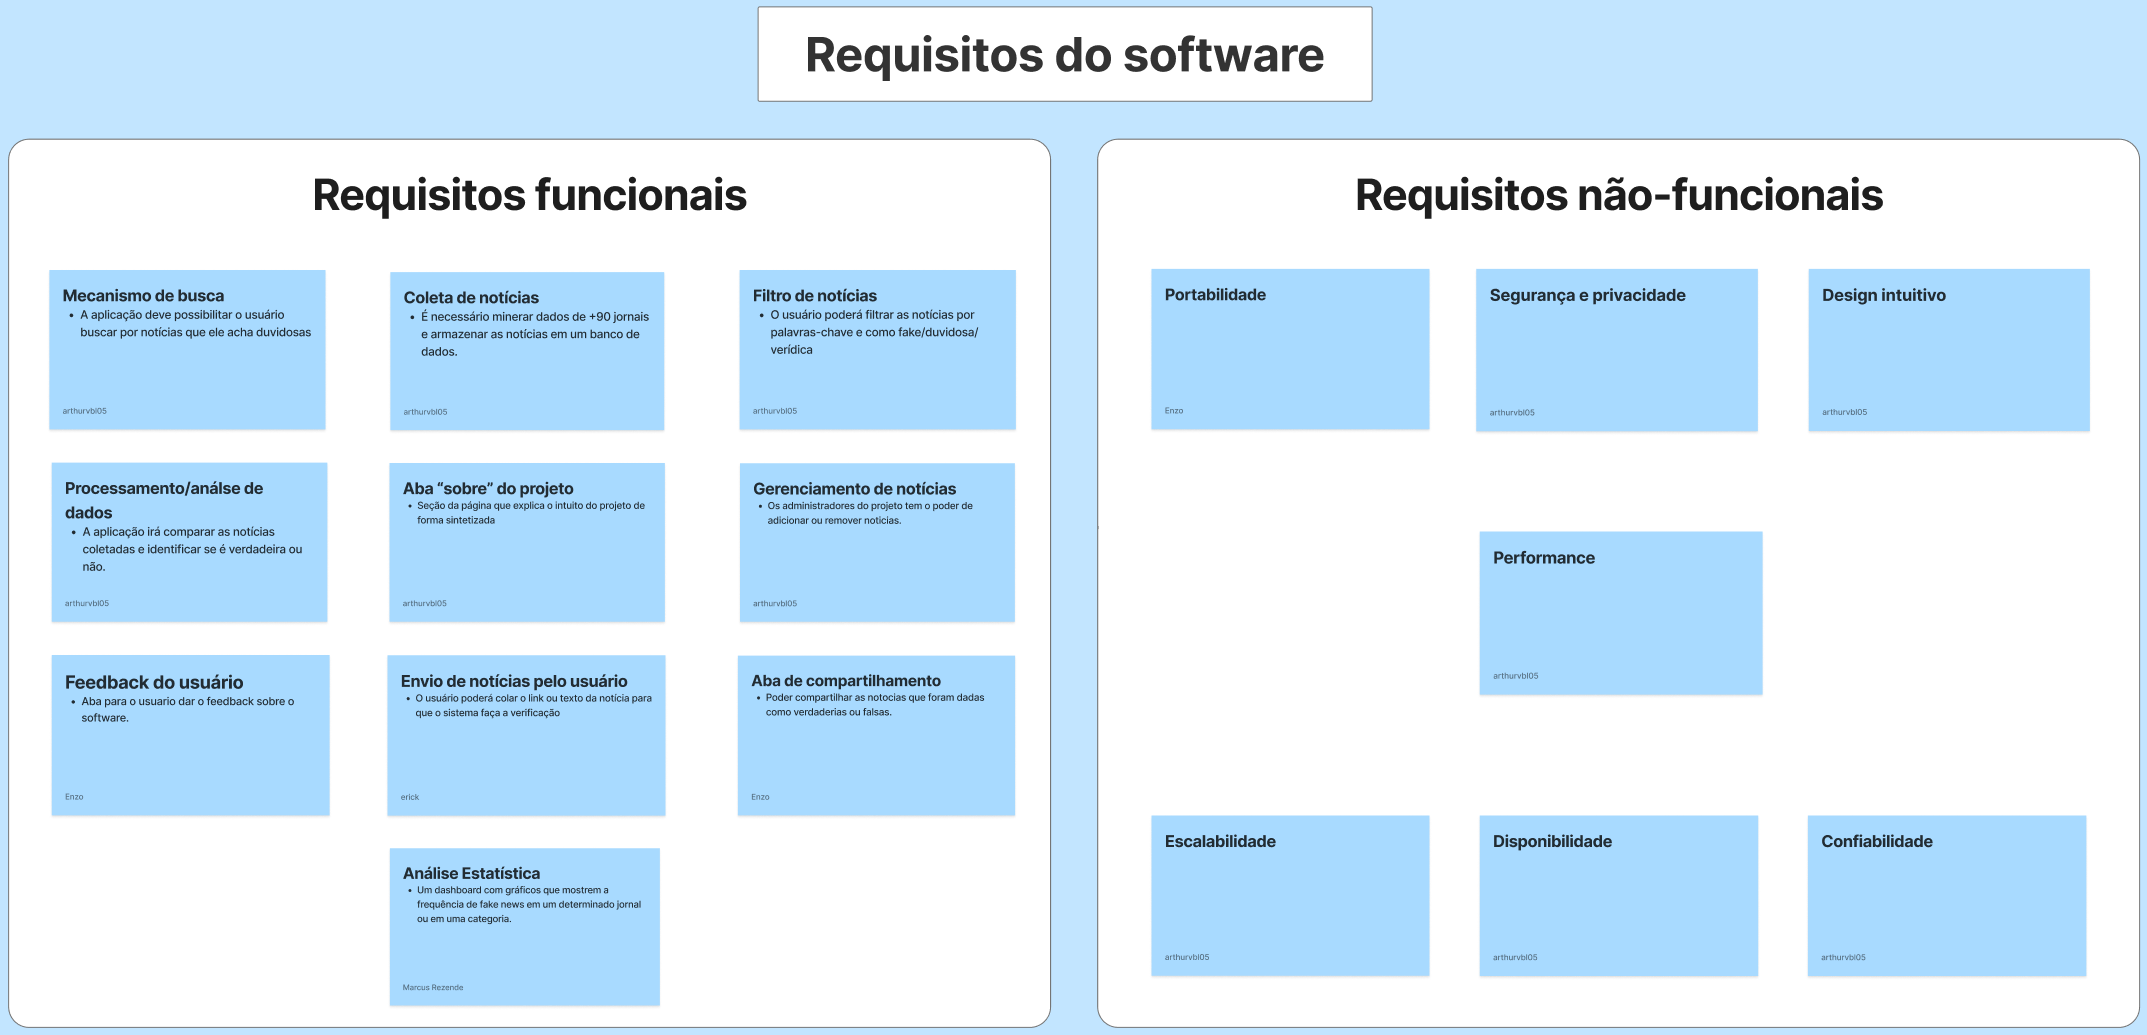 Requisitos do software
Requisitos funcionais
Mecanismo de busca
• A aplicação deve possibilitar o usuário
buscar por notícias que ele acha duvidosas
arthurvbl05
Coleta de notícias
• É necessário minerar dados de +90 jornais
e armazenar as notícias em um banco de
dados.
arthurvbl05
Filtro de notícias
• O usuário poderá filtrar as notícias por
palavras-chave e como fake/duvidosa/
verídica
arthurvbl05
Processamento/análse de
dados
• A aplicação irá comparar as notícias
coletadas e identificar se é verdadeira ou
não.
arthurvbl05
Aba “sobre” do projeto
• Seção da página que explica o intuito do projeto de
forma sintetizada
arthurvbl05
Gerenciamento de notícias
• Os administradores do projeto tem o poder de
adicionar ou remover noticias.
arthurvbl05
Feedback do usuário
• Aba para o usuario dar o feedback sobre o
software.
Enzo
Envio de notícias pelo usuário
• O usuário poderá colar o link ou texto da notícia para
que o sistema faça a verificação
erick
Aba de compartilhamento
• Poder compartilhar as notocias que foram dadas
como verdaderias ou falsas.
Enzo
Análise Estatística
• Um dashboard com gráficos que mostrem a
frequência de fake news em um determinado jornal
ou em uma categoria.
Marcus Rezende
Requisitos não-funcionais
Portabilidade
Enzo
Segurança e privacidade
arthurvbl05
Design intuitivo
arthurvbl05
Performance
arthurvbl05
Escalabilidade
arthurvbl05
Disponibilidade
arthurvbl05
Confiabilidade
arthurvbl05